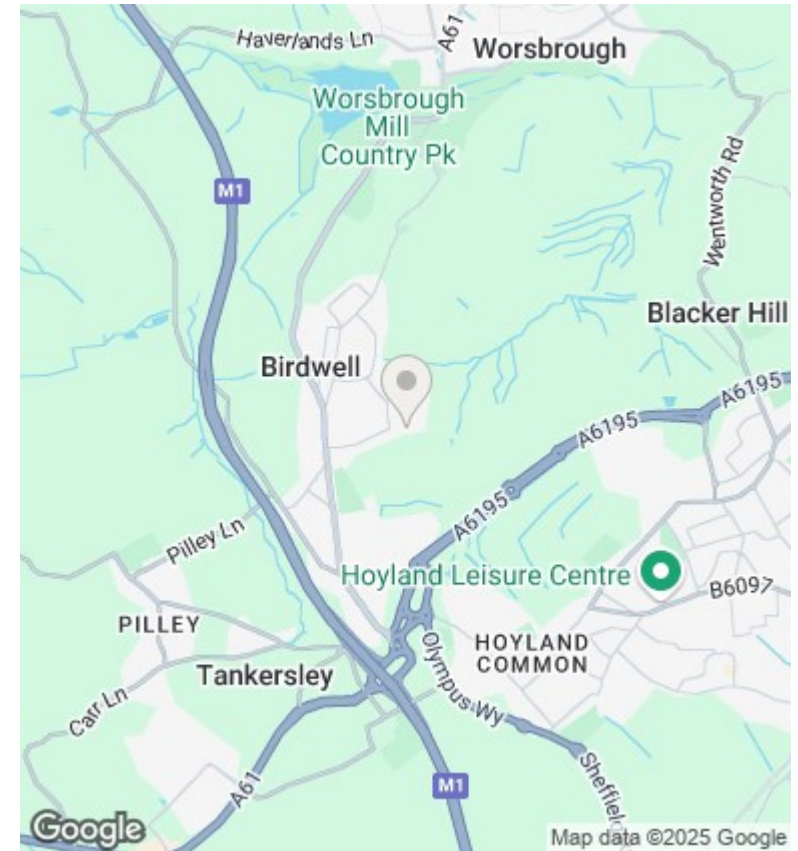 Haverlands Ln
A61
Worsbrough
Worsbrough
Mill
Country Pk
M1
Wentworth Rd
Blacker Hill
Birdwell
A6195
A6195
A6195
Pilley Ln
Hoyland Leisure Centre
B6097
PILLEY
HOYLAND
COMMON
Tankersley
Olympus Wy
Carr Ln
A61
M1
Sheffield
Google
Map data ©2025 Google